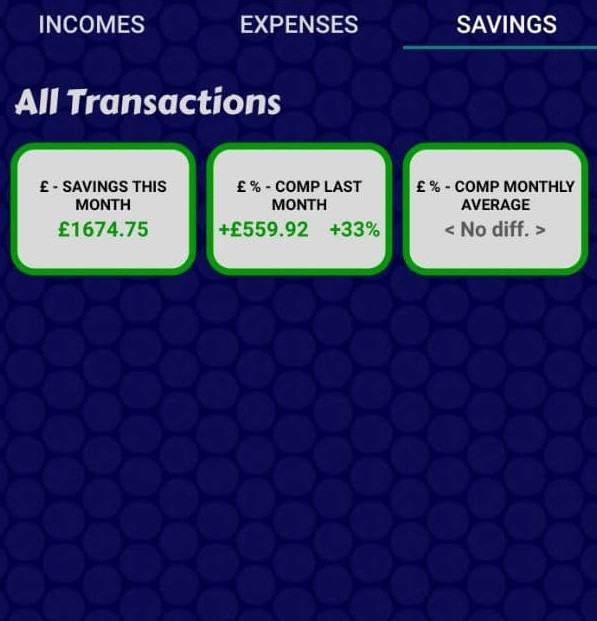 INCOMES EXPENSES SAVINGS
All Transactions
£ - SAVINGS THIS
MONTH
£1674.75
£ % - COMP LAST
MONTH
+£559.92 +33%
£ % - COMP MONTHLY
AVERAGE
< No diff. >